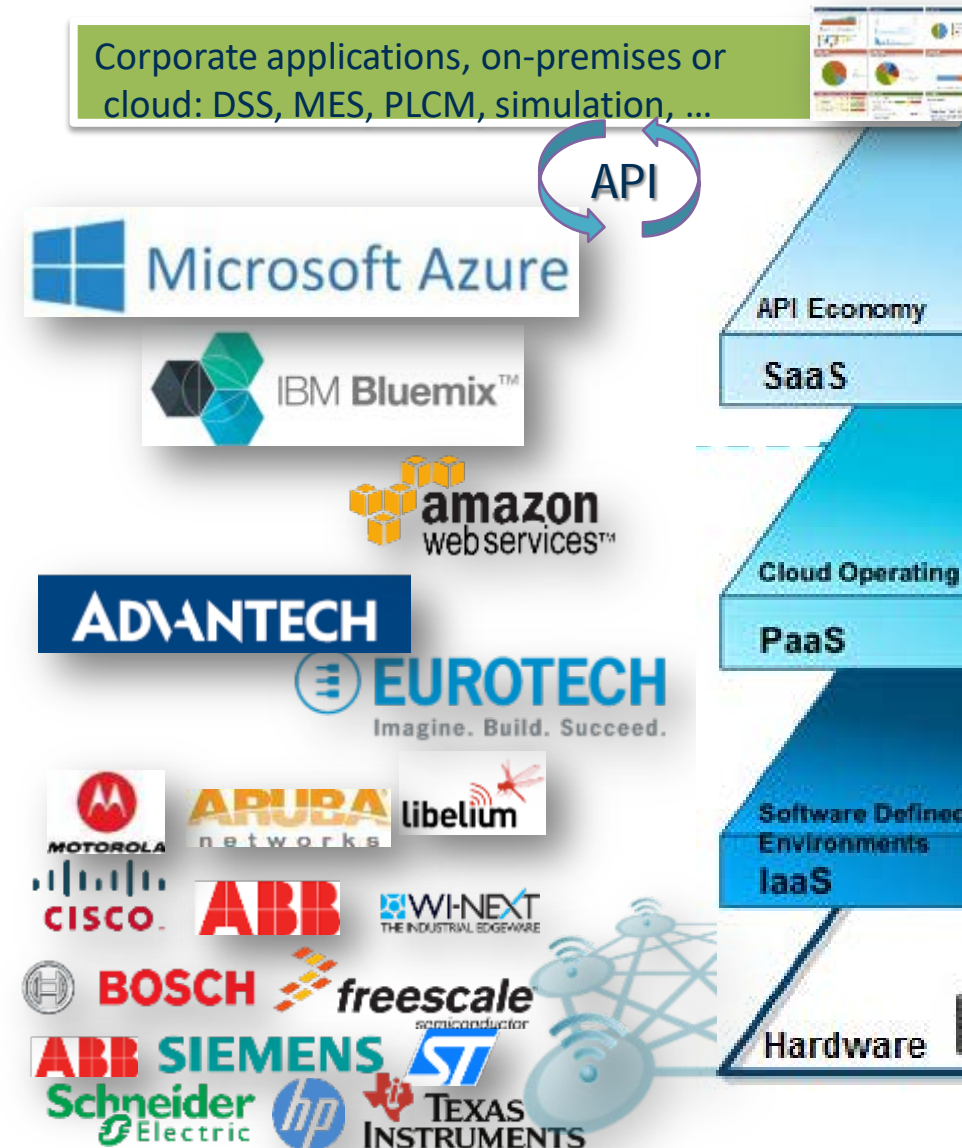 Corporate applications, on-premises or
cloud: DSS, MES, PLCM, simulation, ...
API
Microsoft Azure
IBM Bluemix™
amazon
webservices™
ADVANTECH
EUROTECH
Imagine. Build. Succeed.
MOTOROLA
ARUBA
networks
libelium
CISCO.
ABB
WI-NEXT
THE INDUSTRIAL EDGEWARE
BOSCH
freescale
semiconductor
ABB
SIEMENS
ST
Schneider
Electric
hp
TEXAS
INSTRUMENTS
API Economy
SaaS
Cloud Operating
PaaS
Software Defined
Environments
IaaS
Hardware